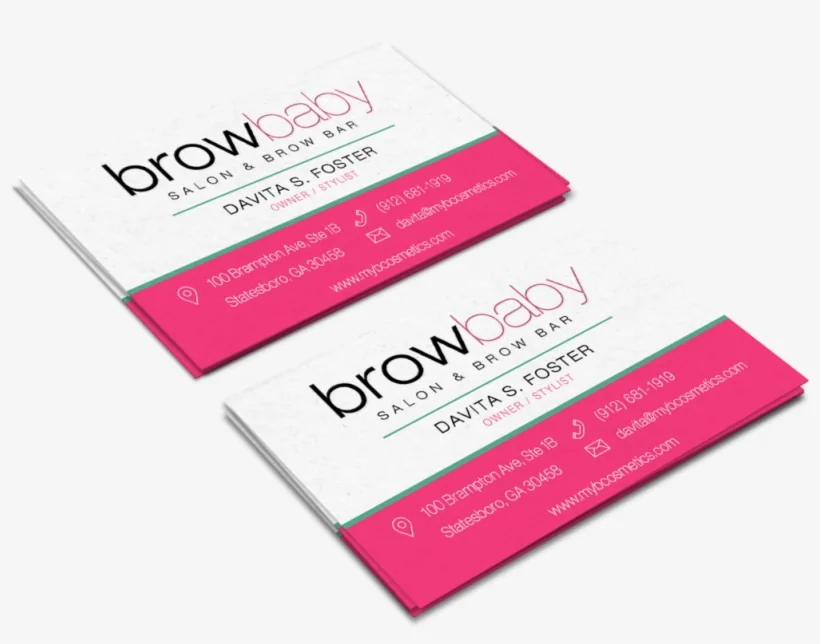 browbaby
SALON & BROW BAR
DAVITA S. FOSTER
OWNER / STYLIST
100 Brampton Ave, Ste 1B
Statesboro, GA 30458
(912) 681-1919
davita@mybcosmetics.com
www.mybcosmetics.com
browbaby
SALON & BROW BAR
DAVITA S. FOSTER
OWNER / STYLIST
100 Brampton Ave, Ste 1B
Statesboro, GA 30458
(912) 681-1919
davita@mybcosmetics.com
www.mybcosmetics.com